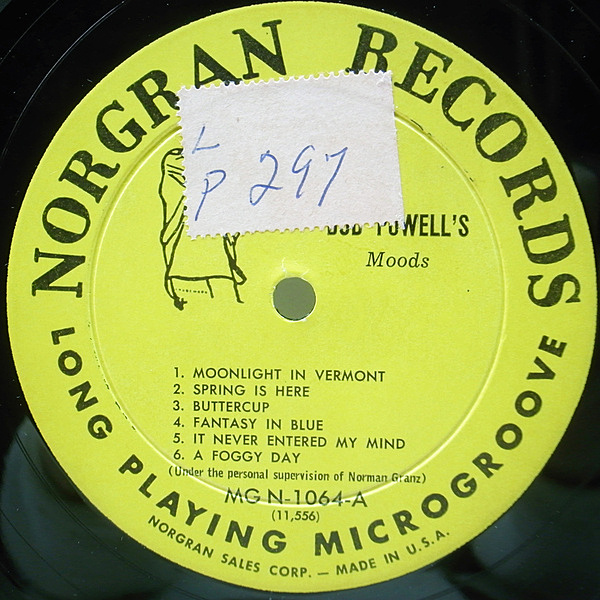 NORGRAN RECORDS
L
P 297
POWELL'S
Moods
1. MOONLIGHT IN VERMONT
2. SPRING IS HERE
3. BUTTERCUP
4. FANTASY IN BLUE
5. IT NEVER ENTERED MY MIND
6. A FOGGY DAY
(Under the personal supervision of Norman Granz)
MG N-1064-A
(11,556)
LONG PLAYING MICROGROOVE
NORGRAN SALES CORP. — MADE IN U.S.A.